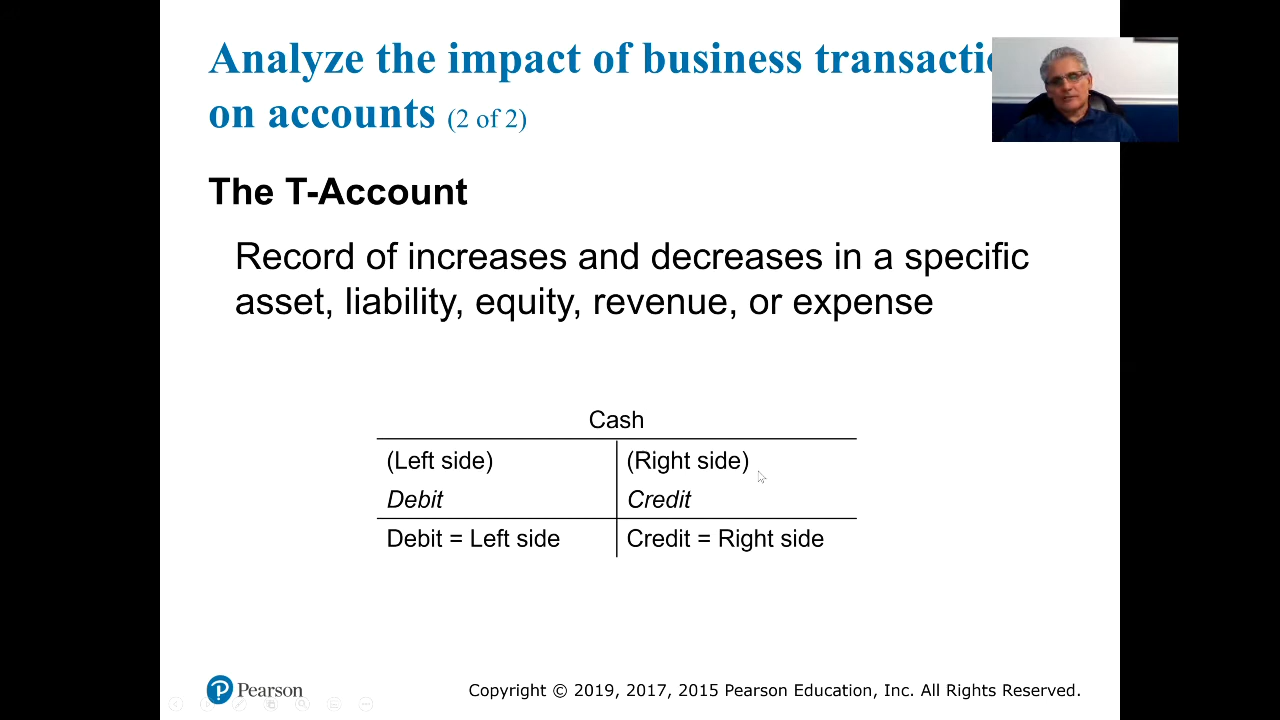 Analyze the impact of business transactio
on accounts (2 of 2)
The T-Account
Record of increases and decreases in a specific
asset, liability, equity, revenue, or expense
Cash
(Left side) (Right side)
Debit Credit
Debit = Left side Credit = Right side
Pearson Copyright © 2019, 2017, 2015 Pearson Education, Inc. All Rights Reserved.